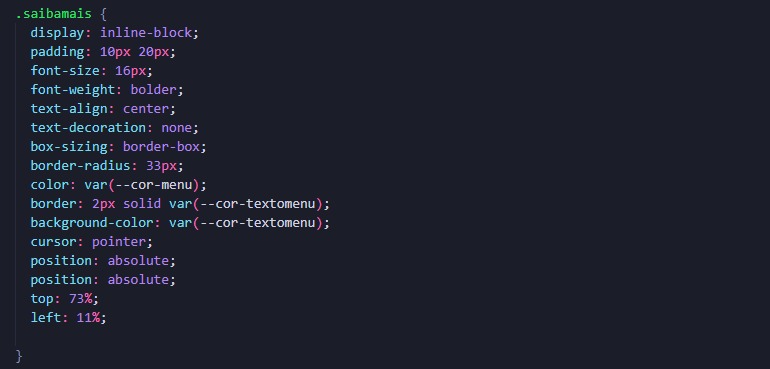 .saibamais {
display: inline-block;
padding: 10px 20px;
font-size: 16px;
font-weight: bolder;
text-align: center;
text-decoration: none;
box-sizing: border-box;
border-radius: 33px;
color: var(--cor-menu);
border: 2px solid var(--cor-textomenu);
background-color: var(--cor-textomenu);
cursor: pointer;
position: absolute;
position: absolute;
top: 73%;
left: 11%;
}